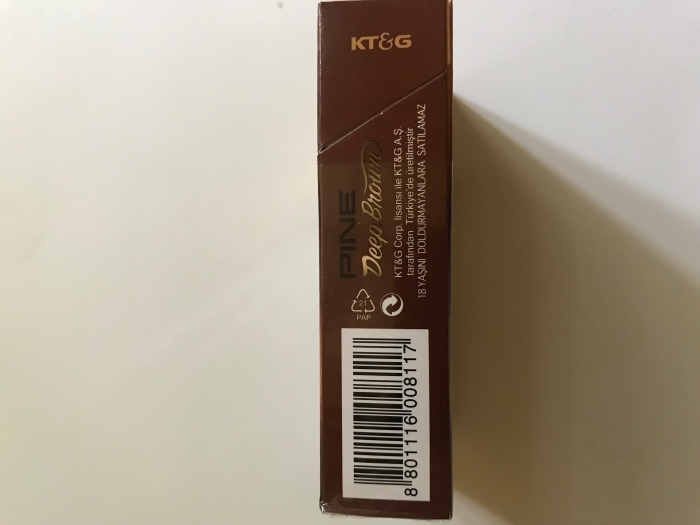 KT&G
PINE
Deep Brown
KT&G Corp. lisansı ile KT&G A.Ş.
tarafından Türkiye'de üretilmiştir
18 YAŞINI DOLDURMAYANLARA SATILAMAZ
21
PAP
8 801116 008117